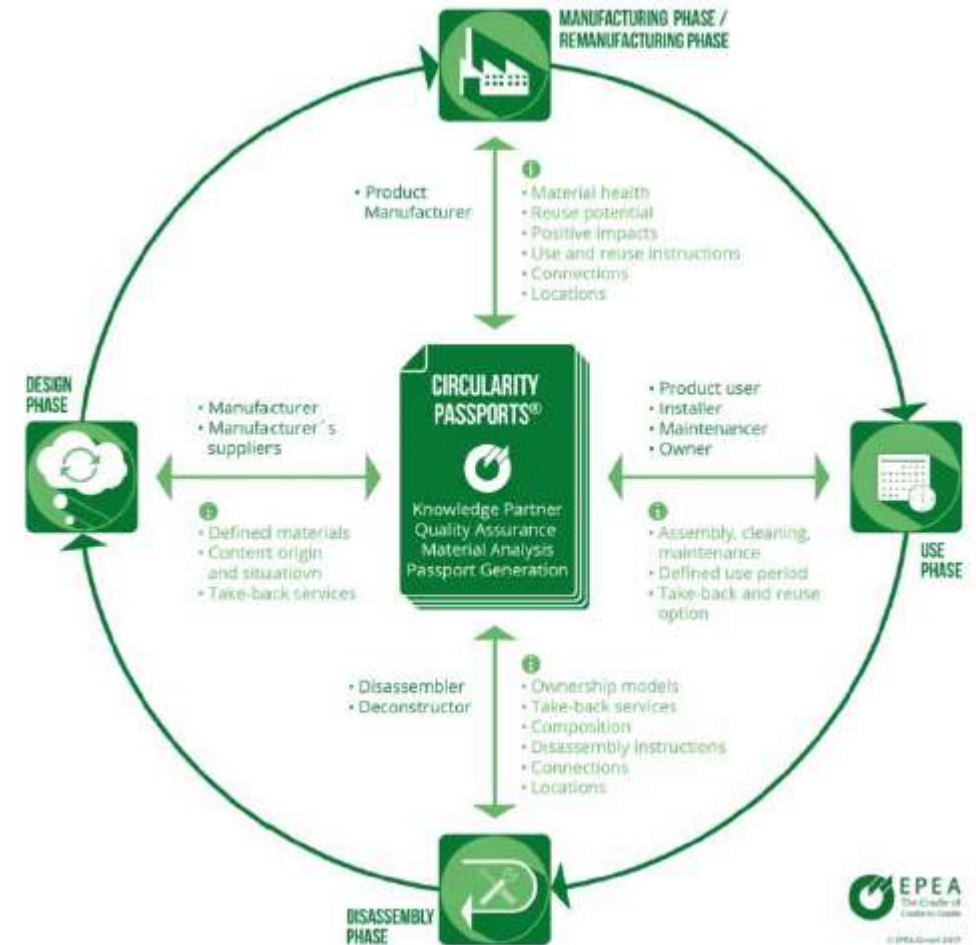 MANUFACTURING PHASE /
REMANUFACTURING PHASE
• Product
Manufacturer
• Material health
• Reuse potential
• Positive impacts
• Use and reuse instructions
• Connections
• Locations
DESIGN
PHASE
• Manufacturer
• Manufacturer´s
suppliers
• Defined materials
• Content origin
and situatiovn
• Take-back services
CIRCULARITY
PASSPORTS®
Knowledge Partner
Quality Assurance
Material Analysis
Passport Generation
• Product user
• Installer
• Maintenancer
• Owner
• Assembly, cleaning,
maintenance
• Defined use period
• Take-back and reuse
option
USE
PHASE
• Disassembler
• Deconstructor
• Ownership models
• Take-back services
• Composition
• Disassembly instructions
• Connections
• Locations
DISASSEMBLY
PHASE
EPEA
The Cradle of